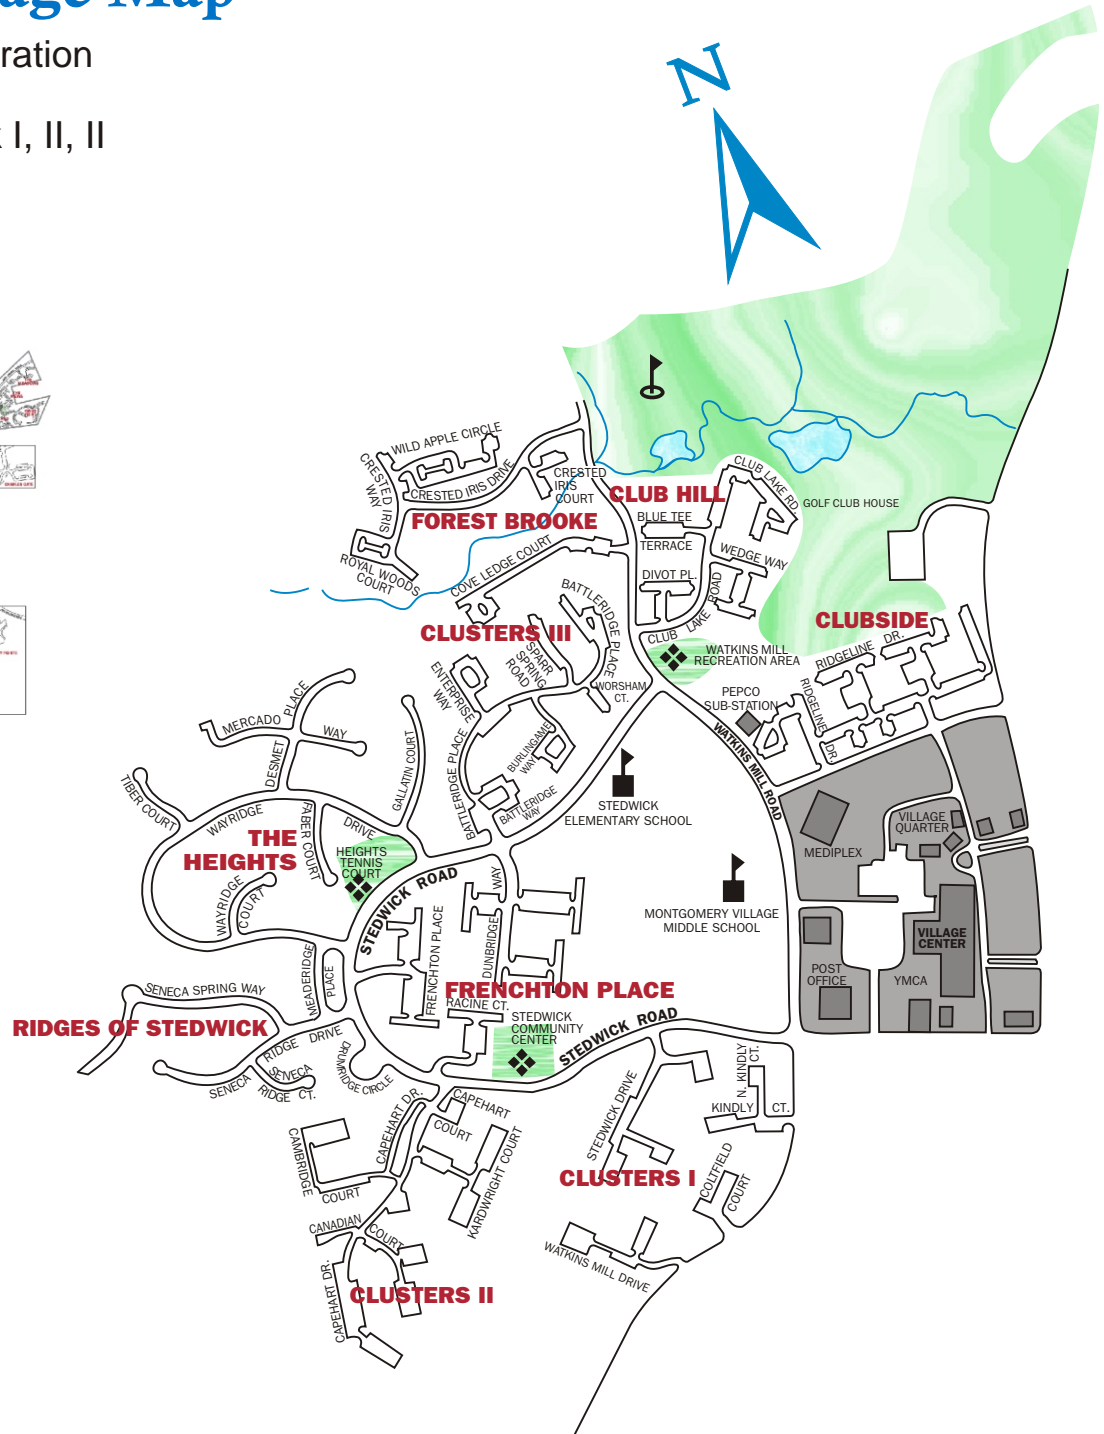 age Map
ration
I, II, II
N
WILD APPLE CIRCLE
CRESTED IRIS WAY
CRESTED IRIS DRIVE
CRESTED
IRIS
COURT
FOREST BROOKE
ROYAL WOODS
COURT
COVE LEDGE COURT
CLUB HILL
CLUB LAKE RD.
GOLF CLUB HOUSE
BLUE TEE
TERRACE
WEDGE WAY
DIVOT PL.
CLUB LAKE ROAD
CLUBSIDE
BATTLERIDGE PLACE
CLUSTERS III
SPARR
SPRING
ROAD
ENTERPRISE
WAY
WORSHAM
CT.
WATKINS MILL
RECREATION AREA
RIDGELINE DR.
RIDGELINE DR.
PEPCO
SUB-STATION
WATKINS MILL ROAD
MERCADO PLACE
DESMET WAY
GALLATIN COURT
BATTLERIDGE PLACE
BURLINGAME
WAY
BATTLERIDGE
WAY
STEDWICK
ELEMENTARY SCHOOL
TIBER COURT
WAYRIDGE DRIVE
FABER COURT
THE
HEIGHTS
HEIGHTS
TENNIS
COURT
WAYRIDGE
COURT
STEDWICK ROAD
MEDIPLEX
VILLAGE
QUARTER
MONTGOMERY VILLAGE
MIDDLE SCHOOL
VILLAGE
CENTER
POST
OFFICE
YMCA
FRENCHTON PLACE
DUNBRIDGE WAY
FRENCHTON PLACE
RACINE CT.
MEADERIDGE
PLACE
SENECA SPRING WAY
RIDGES OF STEDWICK
RIDGE DRIVE
SENECA
SENECA
RIDGE CT.
DRUMRIDGE CIRCLE
STEDWICK
COMMUNITY
CENTER
STEDWICK ROAD
CAPEHART DR.
CAPEHART
COURT
KARDWRIGHT COURT
CAMBRIDGE
COURT
CANADIAN
COURT
CAPEHART DR.
CLUSTERS II
STEDWICK DRIVE
CLUSTERS I
N. KINDLY
CT.
KINDLY CT.
COLTFIELD
COURT
WATKINS MILL DRIVE